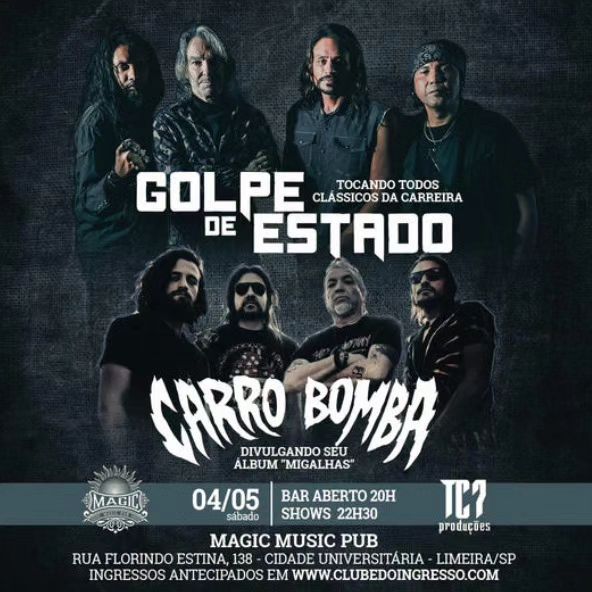 GOLPE
DE ESTADO
TOCANDO TODOS
CLÁSSICOS DA CARREIRA
CARRO BOMBA
DIVULGANDO SEU
ÁLBUM "MIGALHAS"
MAGIC
MUSIC PUB
04/05
sábado
BAR ABERTO 20H
SHOWS 22H30
TC7
produções
MAGIC MUSIC PUB
RUA FLORINDO ESTINA, 138 - CIDADE UNIVERSITÁRIA - LIMEIRA/SP
INGRESSOS ANTECIPADOS EM WWW.CLUBEDOINGRESSO.COM